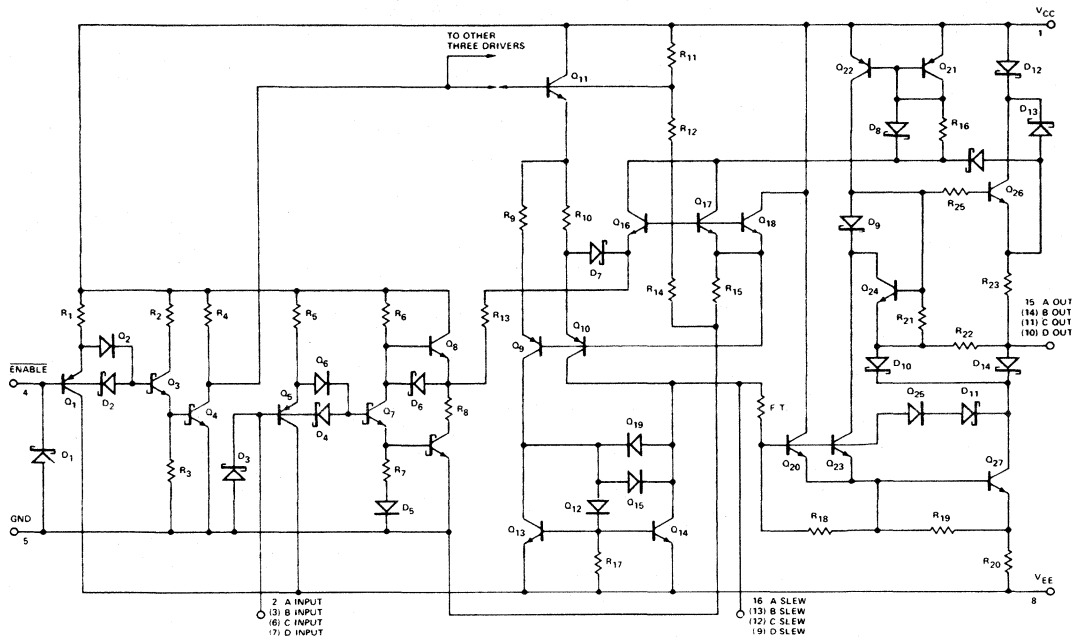 VCC
1
TO OTHER
THREE DRIVERS
R11
Q11
Q22
Q21
D12
R12
D8
R16
D13
R9
R10
Q16
Q17
Q18
R25
Q26
D9
D7
R14
R15
Q24
R23
R1
R2
R4
R5
R6
R13
R21
R22
15 A OUT
(14) B OUT
(11) C OUT
(10) D OUT
Q2
Q8
Q9
Q10
D10
D14
ENABLE
4
Q6
Q1
D2
Q3
Q5
D4
Q7
D6
R8
F.T.
Q25
D11
Q4
D1
D3
Q19
Q20
Q23
R3
R7
Q15
Q27
D5
Q12
GND
5
Q13
Q14
R18
R19
R17
R20
VEE
8
2 A INPUT
(3) B INPUT
(6) C INPUT
(7) D INPUT
16 A SLEW
(13) B SLEW
(12) C SLEW
(9) D SLEW